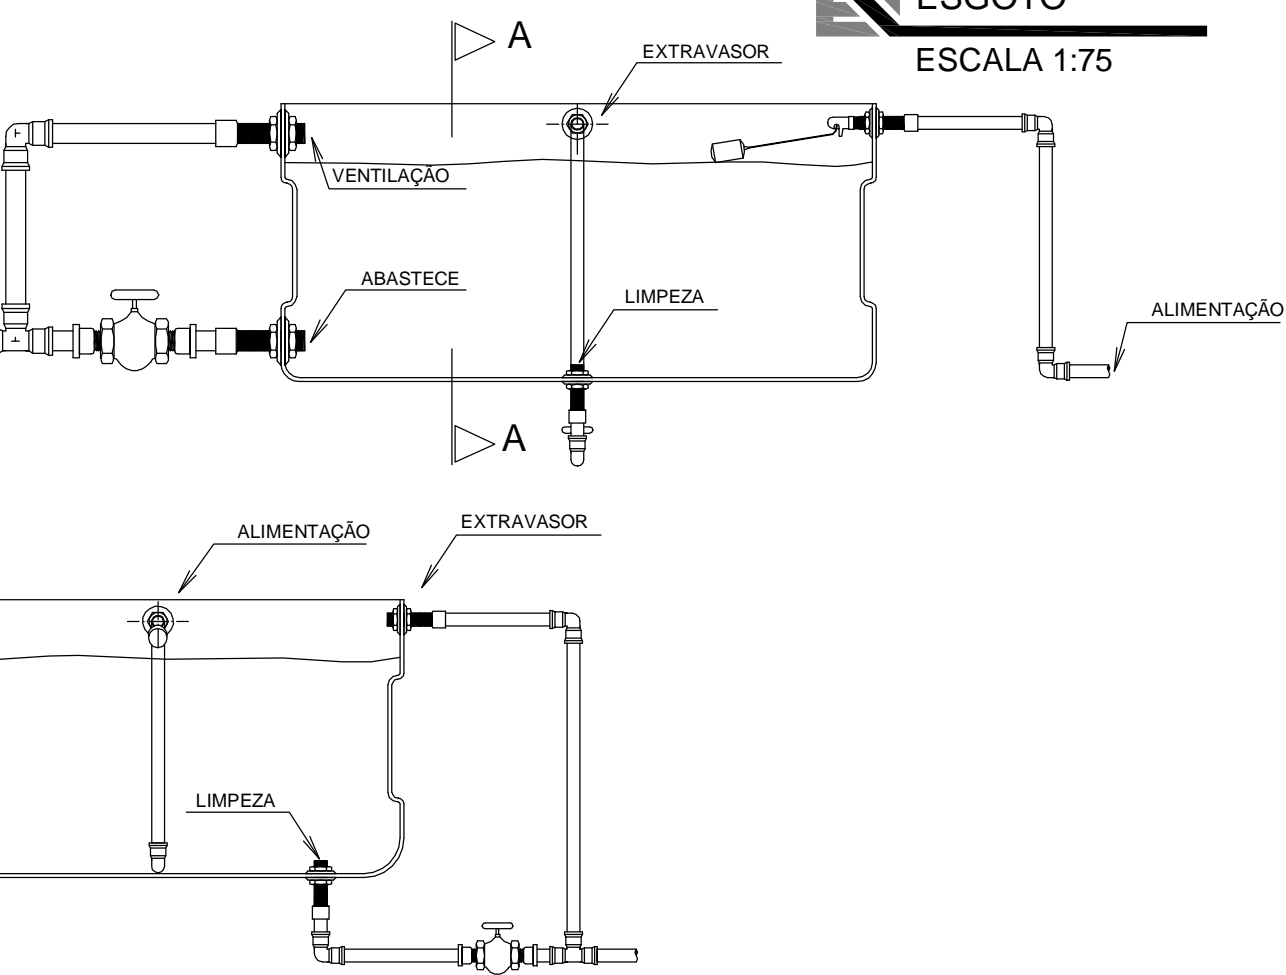 ESGOTO
ESCALA 1:75
A
EXTRAVASOR
VENTILAÇÃO
ABASTECE
LIMPEZA
ALIMENTAÇÃO
A
ALIMENTAÇÃO
EXTRAVASOR
LIMPEZA